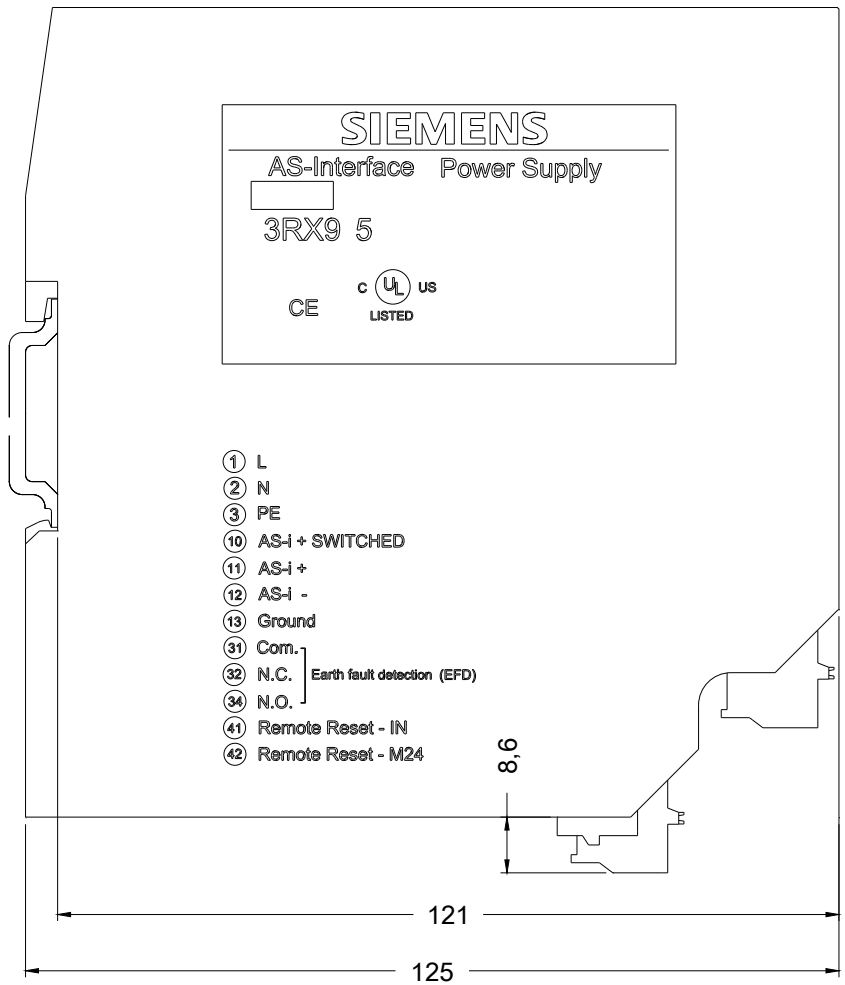 SIEMENS
AS-Interface Power Supply
3RX9 5
C UL US
LISTED
CE
1 L
2 N
3 PE
10 AS-i + SWITCHED
11 AS-i +
12 AS-i -
13 Ground
31 Com.
32 N.C. Earth fault detection (EFD)
34 N.O.
41 Remote Reset - IN
42 Remote Reset - M24
8,6
121
125